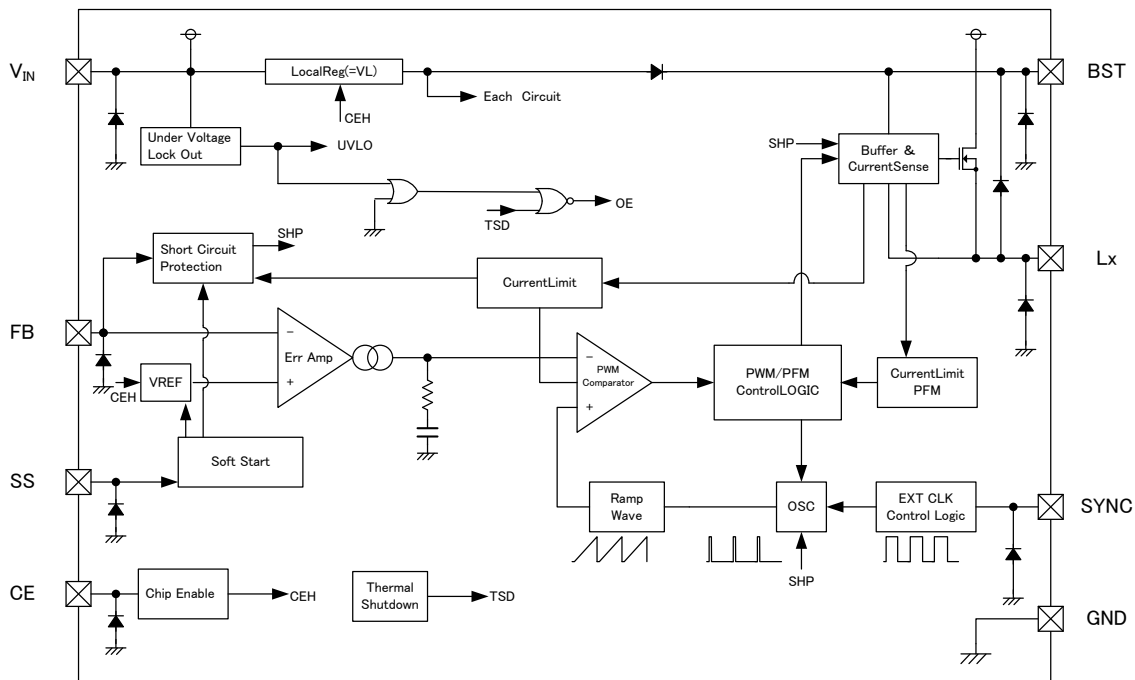 VIN
LocalReg(=VL)
CEH
Each Circuit
BST
Under Voltage
Lock Out
UVLO
SHP
Buffer &
CurrentSense
TSD
OE
SHP
Short Circuit
Protection
CurrentLimit
Lx
FB
−
Err Amp
+
CEH
VREF
−
PWM
Comparator
+
PWM/PFM
ControlLOGIC
CurrentLimit
PFM
SS
Soft Start
Ramp
Wave
OSC
SHP
EXT CLK
Control Logic
SYNC
CE
Chip Enable
CEH
Thermal
Shutdown
TSD
GND